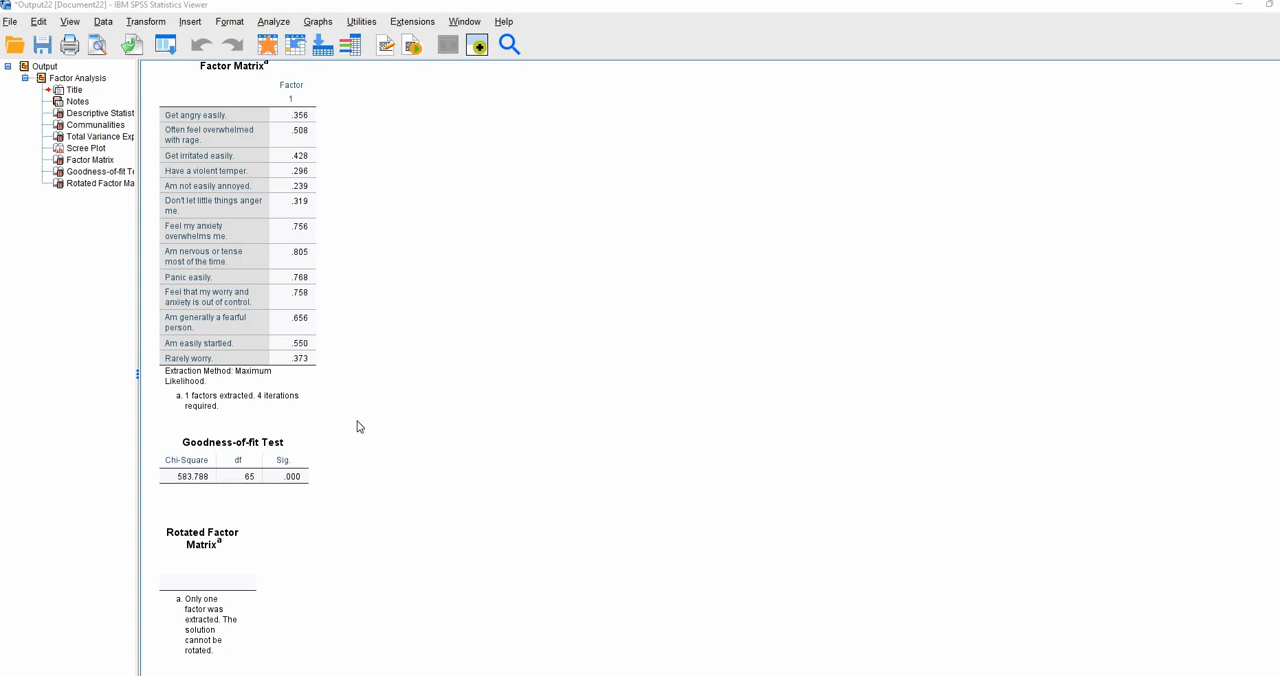 *Output22 [Document22] - IBM SPSS Statistics Viewer
File Edit View Data Transform Insert Format Analyze Graphs Utilities Extensions Window Help
Output
Factor Analysis
Title
Notes
Descriptive Statist
Communalities
Total Variance Exp
Scree Plot
Factor Matrix
Goodness-of-fit Te
Rotated Factor Ma
Factor Matrixa
Factor
1
Get angry easily. .356
Often feel overwhelmed .508
with rage.
Get irritated easily. .428
Have a violent temper. .296
Am not easily annoyed. .239
Don't let little things anger .319
me.
Feel my anxiety .756
overwhelms me.
Am nervous or tense .805
most of the time.
Panic easily. .768
Feel that my worry and .758
anxiety is out of control.
Am generally a fearful .656
person.
Am easily startled. .550
Rarely worry. .373
Extraction Method: Maximum
Likelihood.
a. 1 factors extracted. 4 iterations
required.
Goodness-of-fit Test
Chi-Square df Sig.
583.788 65 .000
Rotated Factor
Matrixa
a. Only one
factor was
extracted. The
solution
cannot be
rotated.